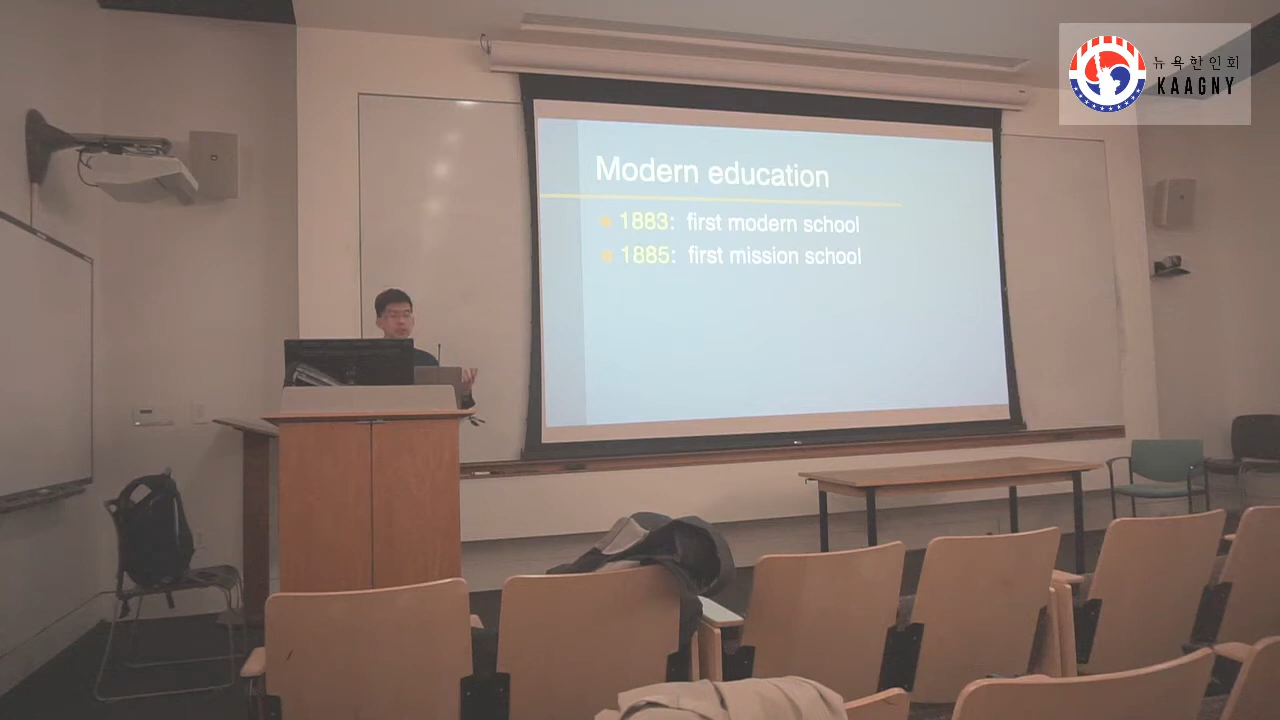 뉴욕한인회
KAAGNY
Modern education
1883: first modern school
1885: first mission school